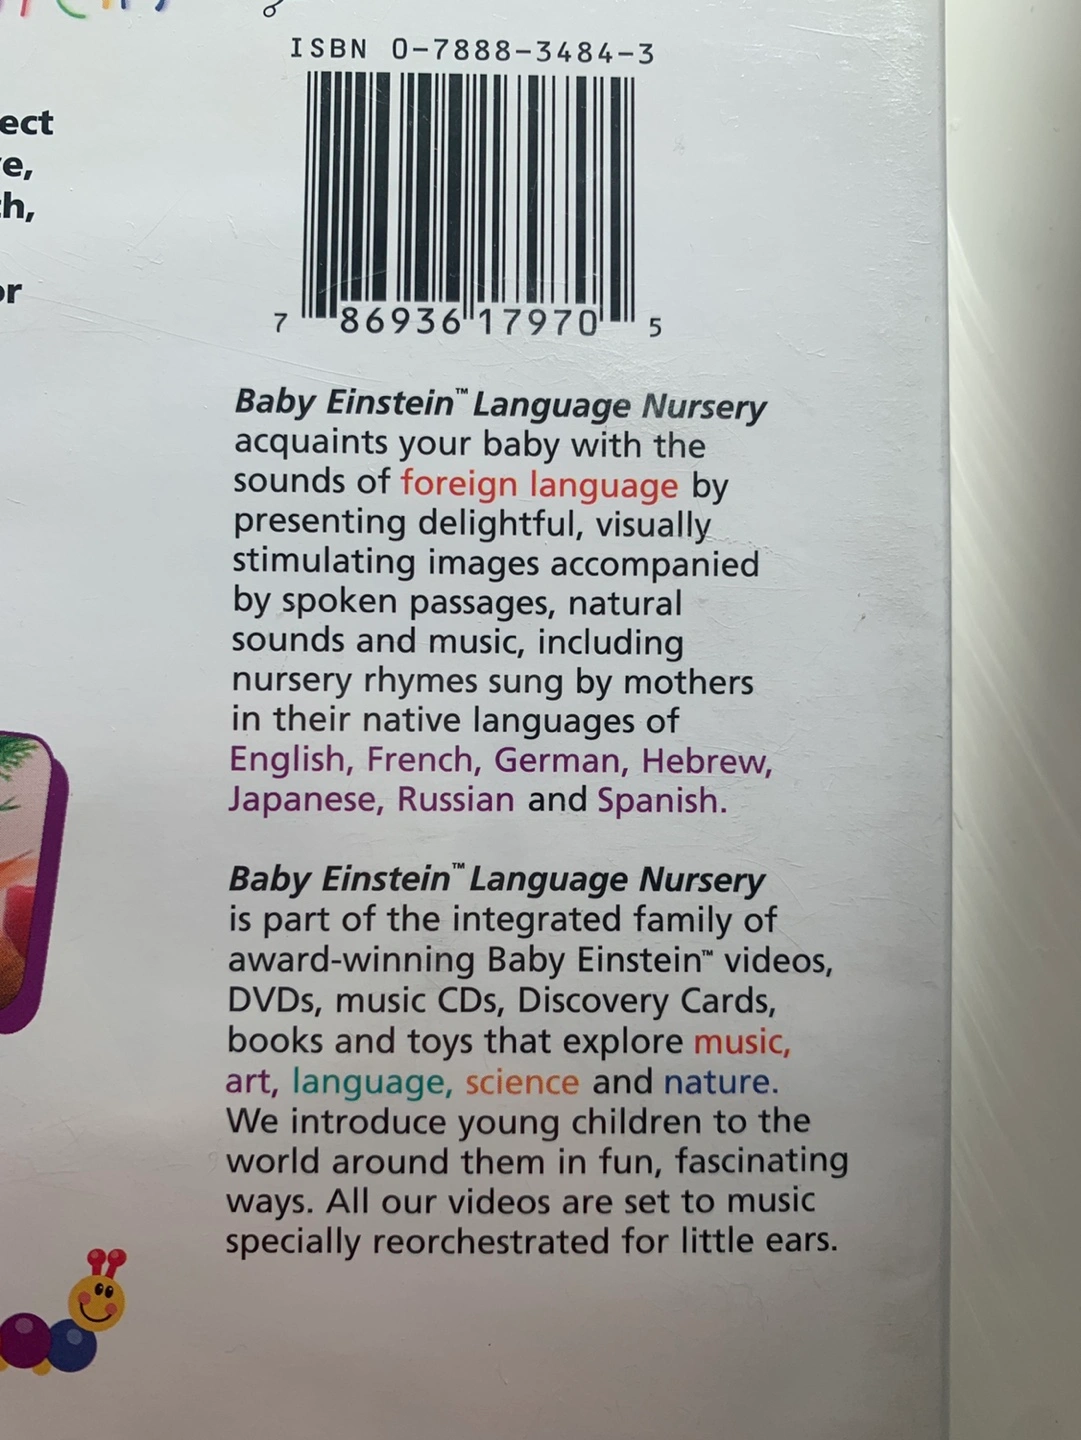 ISBN 0-7888-3484-3
ect
e,
h,
or
7 86936 17970 5
Baby Einstein™ Language Nursery
acquaints your baby with the
sounds of foreign language by
presenting delightful, visually
stimulating images accompanied
by spoken passages, natural
sounds and music, including
nursery rhymes sung by mothers
in their native languages of
English, French, German, Hebrew,
Japanese, Russian and Spanish.
Baby Einstein™ Language Nursery
is part of the integrated family of
award-winning Baby Einstein™ videos,
DVDs, music CDs, Discovery Cards,
books and toys that explore music,
art, language, science and nature.
We introduce young children to the
world around them in fun, fascinating
ways. All our videos are set to music
specially reorchestrated for little ears.